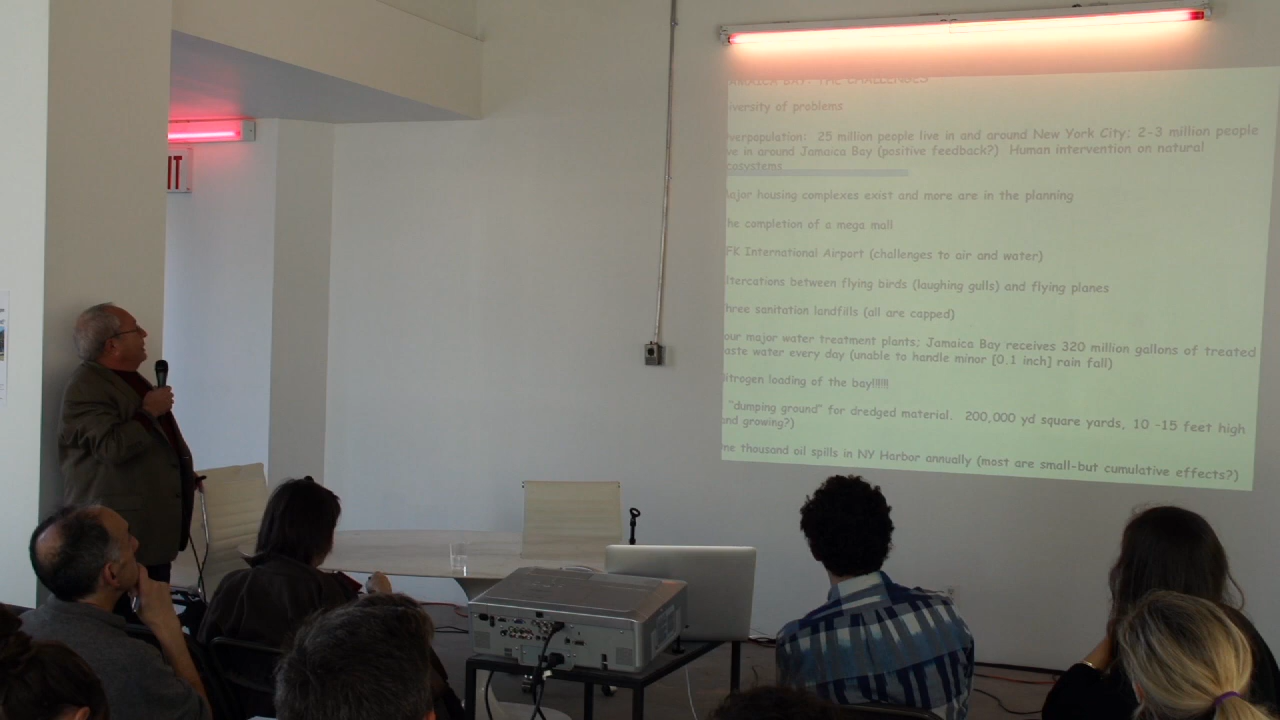 JAMAICA BAY: THE CHALLENGES
iversity of problems
verpopulation: 25 million people live in and around New York City; 2-3 million people
ve in around Jamaica Bay (positive feedback?) Human intervention on natural
cosystems
ajor housing complexes exist and more are in the planning
he completion of a mega mall
FK International Airport (challenges to air and water)
ltercations between flying birds (laughing gulls) and flying planes
hree sanitation landfills (all are capped)
our major water treatment plants; Jamaica Bay receives 320 million gallons of treated
aste water every day (unable to handle minor [0.1 inch] rain fall)
itrogen loading of the bay!!!!!!
"dumping ground" for dredged material. 200,000 yd square yards, 10 -15 feet high
nd growing?)
ne thousand oil spills in NY Harbor annually (most are small-but cumulative effects?)
IT